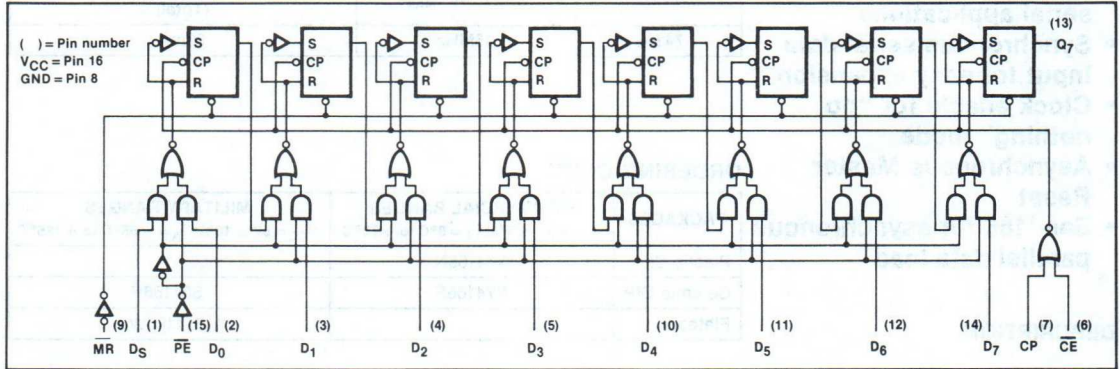 ( ) = Pin number
VCC = Pin 16
GND = Pin 8
(13)
Q7
S
CP
R
S
CP
R
S
CP
R
S
CP
R
S
CP
R
S
CP
R
S
CP
R
S
CP
R
(9) (1) (15) (2) (3) (4) (5) (10) (11) (12) (14) (7) (6)
MR DS PE D0 D1 D2 D3 D4 D5 D6 D7 CP CE